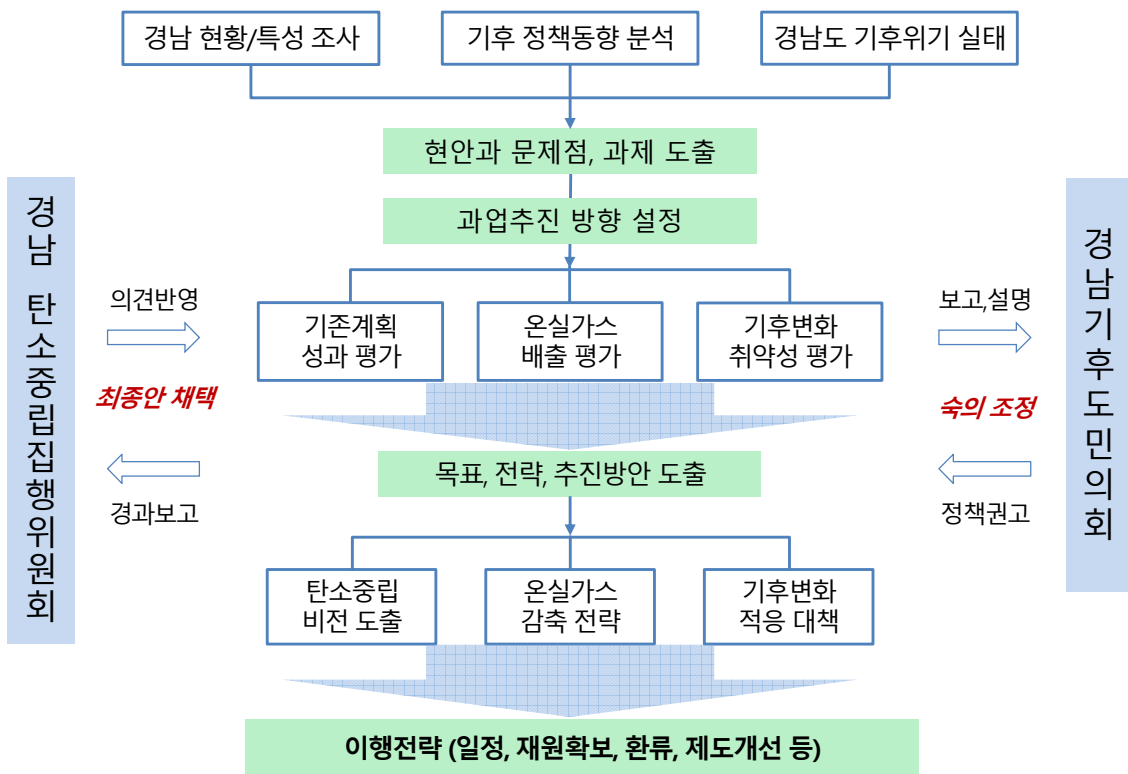 경남 현황/특성 조사
기후 정책동향 분석
경남도 기후위기 실태
현안과 문제점, 과제 도출
과업추진 방향 설정
경남 탄소중립집행위원회
경남기후도민의회
의견반영
최종안 채택
경과보고
기존계획
성과 평가
온실가스
배출 평가
기후변화
취약성 평가
보고,설명
숙의 조정
정책권고
목표, 전략, 추진방안 도출
탄소중립
비전 도출
온실가스
감축 전략
기후변화
적응 대책
이행전략 (일정, 재원확보, 환류, 제도개선 등)